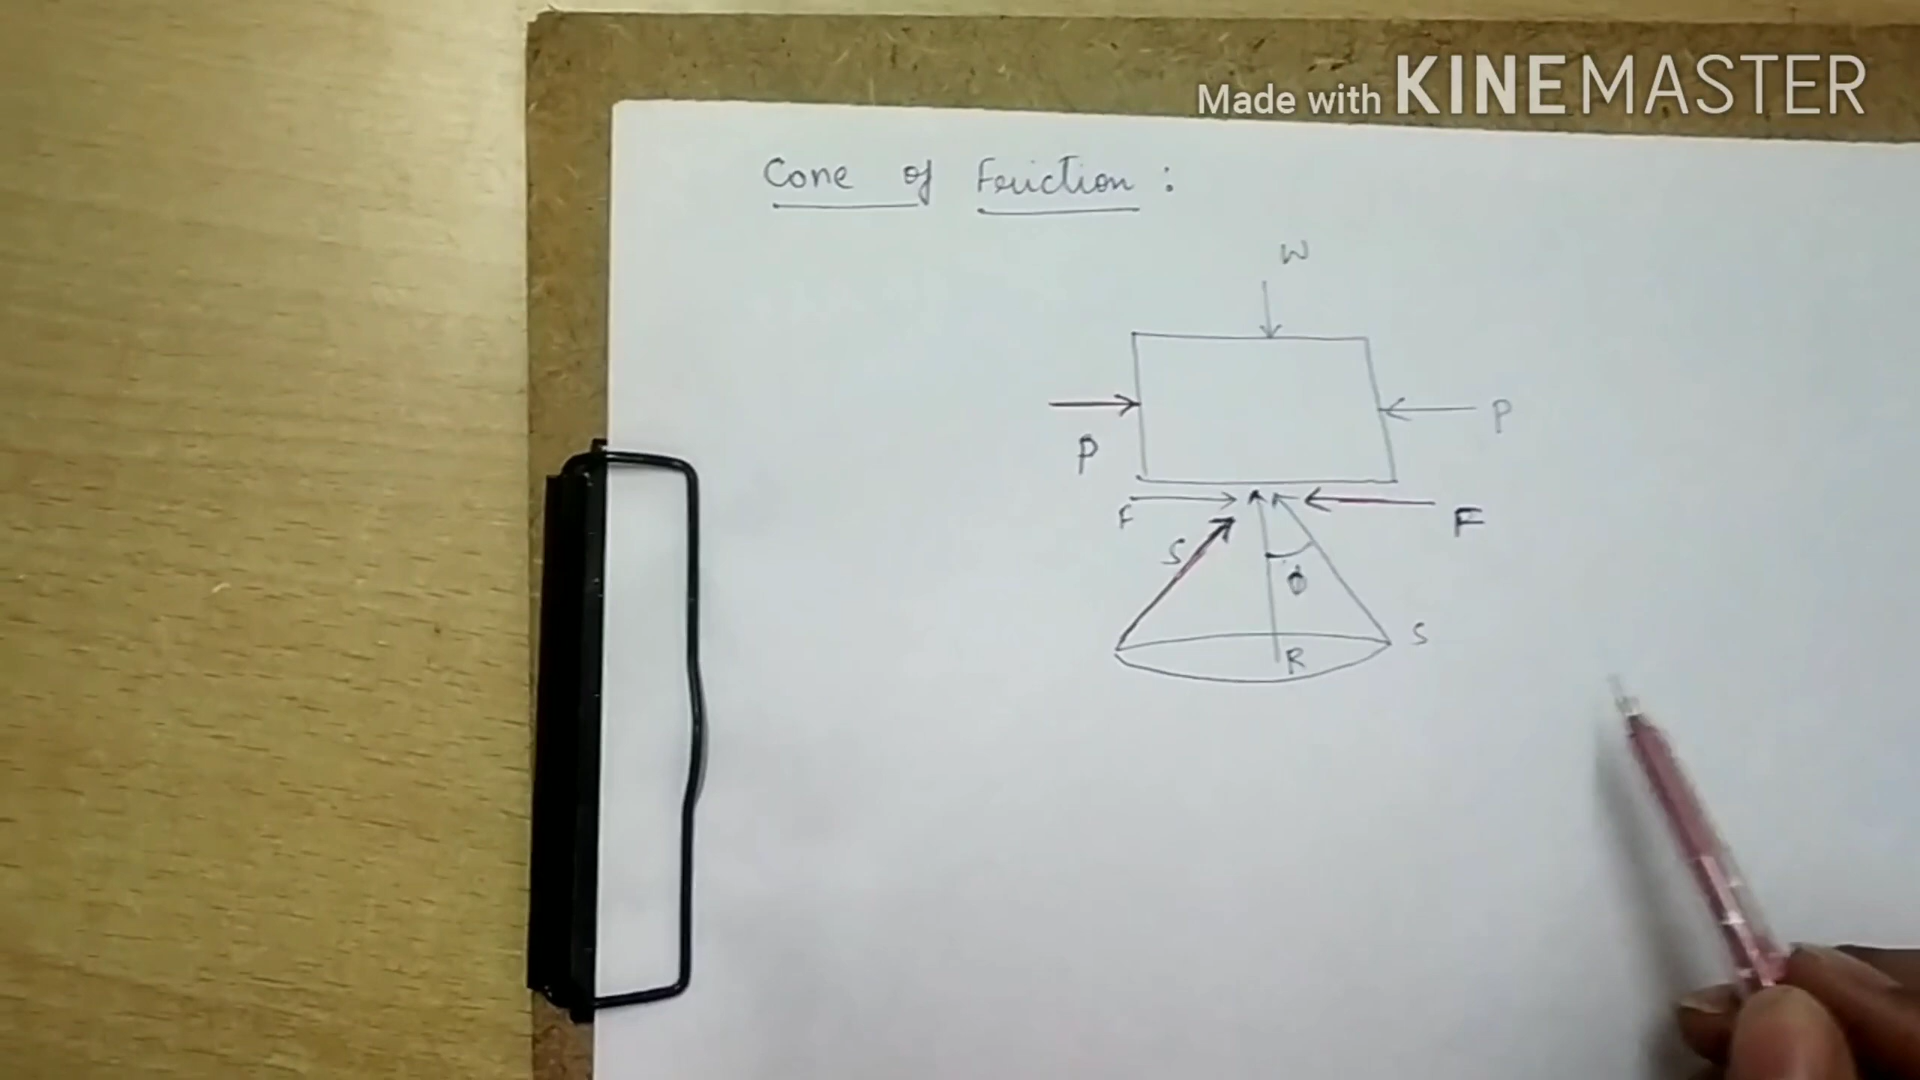 Made with KINEMASTER
Cone of Friction :
W
P
P
F
F
S
ϕ
S
R